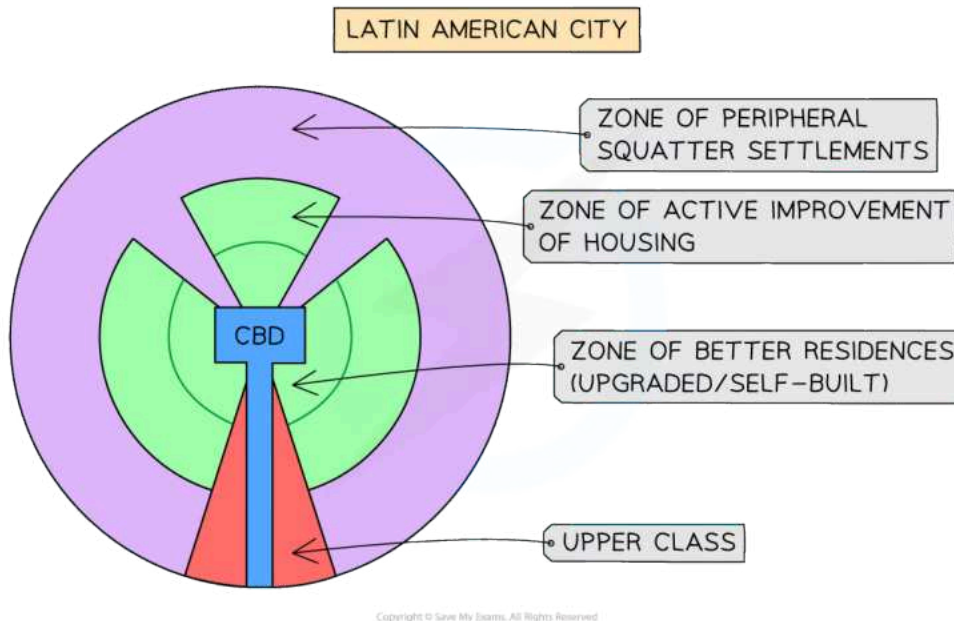 LATIN AMERICAN CITY
ZONE OF PERIPHERAL
SQUATTER SETTLEMENTS
ZONE OF ACTIVE IMPROVEMENT
OF HOUSING
CBD
ZONE OF BETTER RESIDENCES
(UPGRADED/SELF-BUILT)
UPPER CLASS
Copyright © Save My Exams. All Rights Reserved